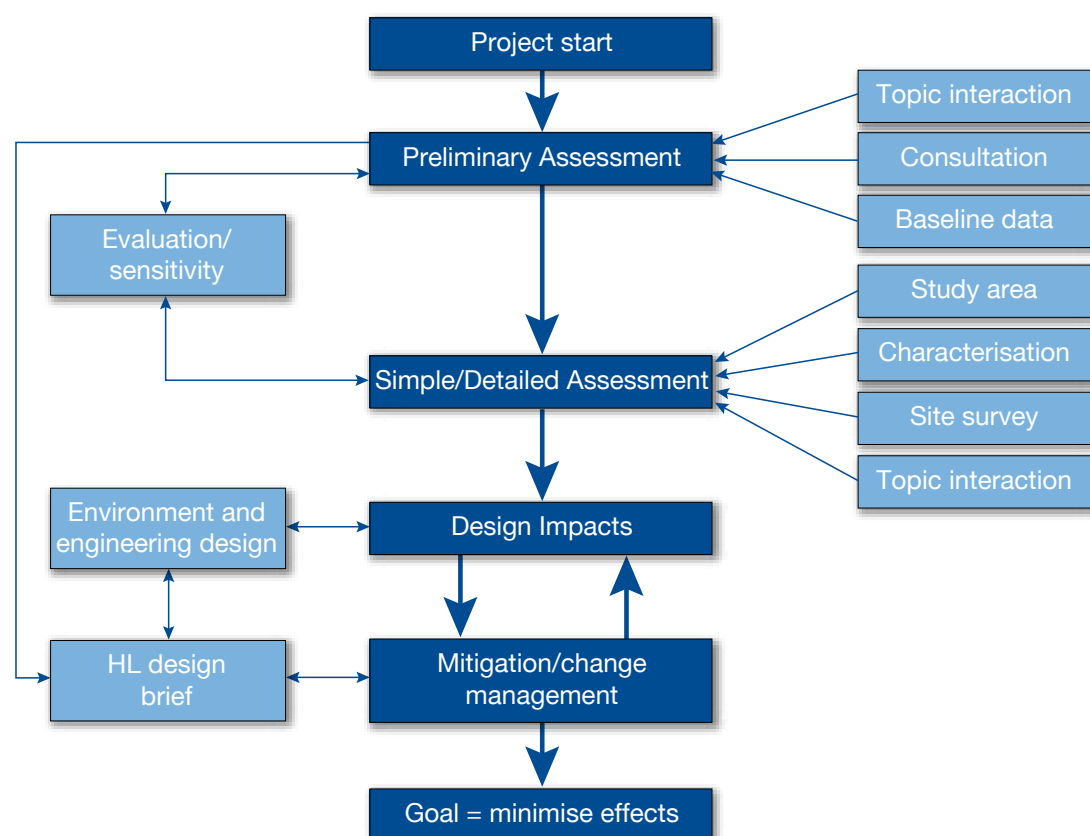 Project start
Topic interaction
Preliminary Assessment
Consultation
Baseline data
Evaluation/
sensitivity
Study area
Simple/Detailed Assessment
Characterisation
Site survey
Topic interaction
Environment and
engineering design
Design Impacts
HL design
brief
Mitigation/change
management
Goal = minimise effects